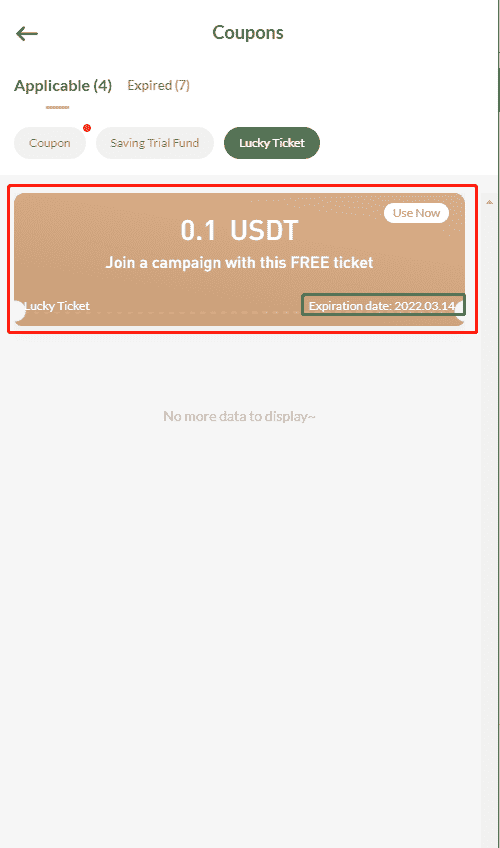 Coupons
Applicable (4) Expired (7)
Coupon Saving Trial Fund Lucky Ticket
Use Now
0.1 USDT
Join a campaign with this FREE ticket
Lucky Ticket Expiration date: 2022.03.14
No more data to display~